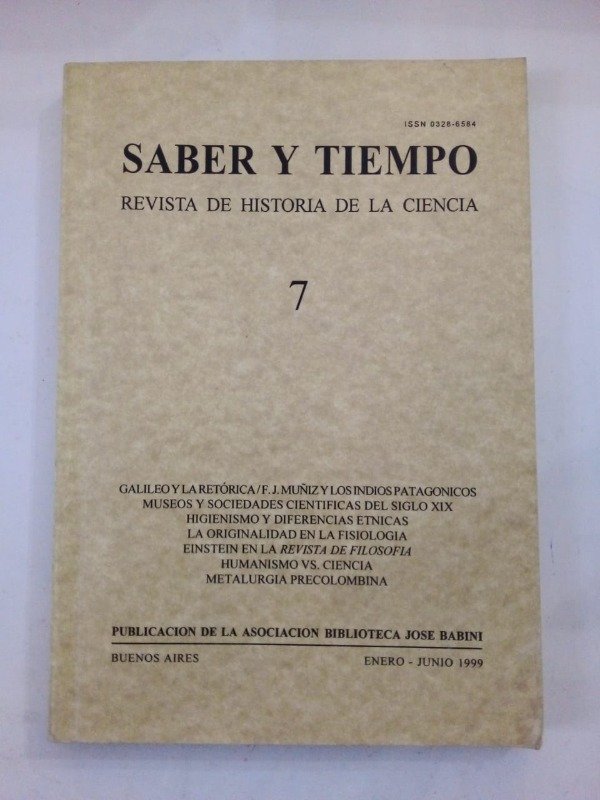 ISSN 0328-6584
SABER Y TIEMPO
REVISTA DE HISTORIA DE LA CIENCIA
7
GALILEO Y LA RETÓRICA/F. J. MUÑIZ Y LOS INDIOS PATAGONICOS
MUSEOS Y SOCIEDADES CIENTIFICAS DEL SIGLO XIX
HIGIENISMO Y DIFERENCIAS ETNICAS
LA ORIGINALIDAD EN LA FISIOLOGIA
EINSTEIN EN LA REVISTA DE FILOSOFIA
HUMANISMO VS. CIENCIA
METALURGIA PRECOLOMBINA
PUBLICACION DE LA ASOCIACION BIBLIOTECA JOSE BABINI
BUENOS AIRES ENERO - JUNIO 1999